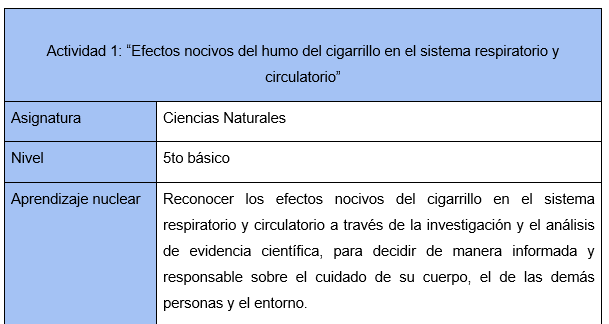 Actividad 1: “Efectos nocivos del humo del cigarrillo en el sistema respiratorio y
circulatorio”
Asignatura
Ciencias Naturales
Nivel
5to básico
Aprendizaje nuclear
Reconocer los efectos nocivos del cigarrillo en el sistema
respiratorio y circulatorio a través de la investigación y el análisis
de evidencia científica, para decidir de manera informada y
responsable sobre el cuidado de su cuerpo, el de las demás
personas y el entorno.